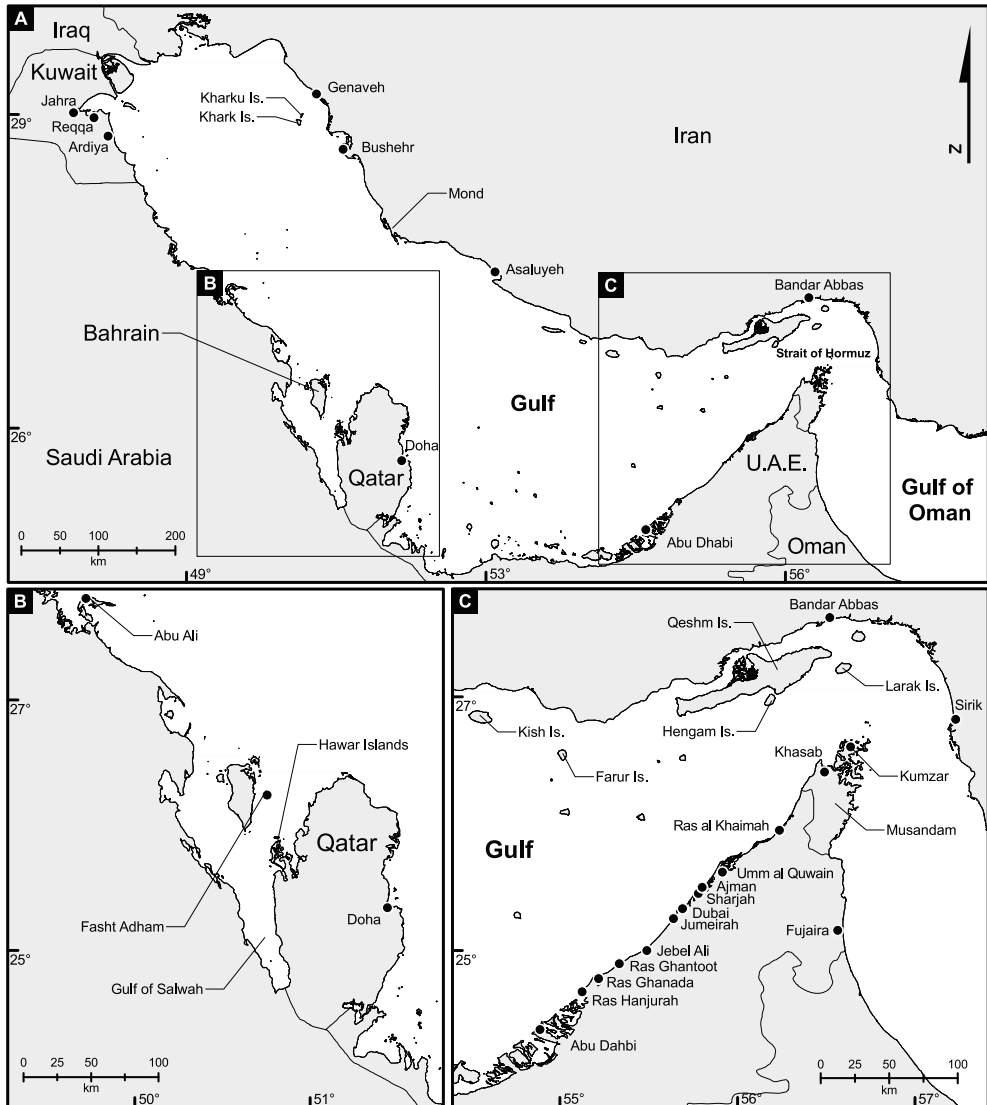 A
Iraq
Kuwait
Jahra
Reqqa
Ardiya
29°
Kharku Is.
Khark Is.
Genaveh
Bushehr
Iran
N
Mond
Asaluyeh
B
C
Bandar Abbas
Bahrain
Strait of Hormuz
Gulf
26°
Saudi Arabia
Doha
Qatar
U.A.E.
Gulf of
Oman
Abu Dhabi
Oman
0 50 100 200
km
49°
53°
56°
B
Abu Ali
27°
Hawar Islands
Qatar
Fasht Adham
Doha
25°
Gulf of Salwah
0 25 50 100
km
50°
51°
C
Bandar Abbas
Qeshm Is.
27°
Larak Is.
Sirik
Kish Is.
Hengam Is.
Khasab
Farur Is.
Kumzar
Ras al Khaimah
Musandam
Gulf
Umm al Quwain
Ajman
Sharjah
Dubai
Jumeirah
Fujaira
25°
Jebel Ali
Ras Ghantoot
Ras Ghanada
Ras Hanjurah
Abu Dahbi
0 25 50 100
km
55°
56°
57°